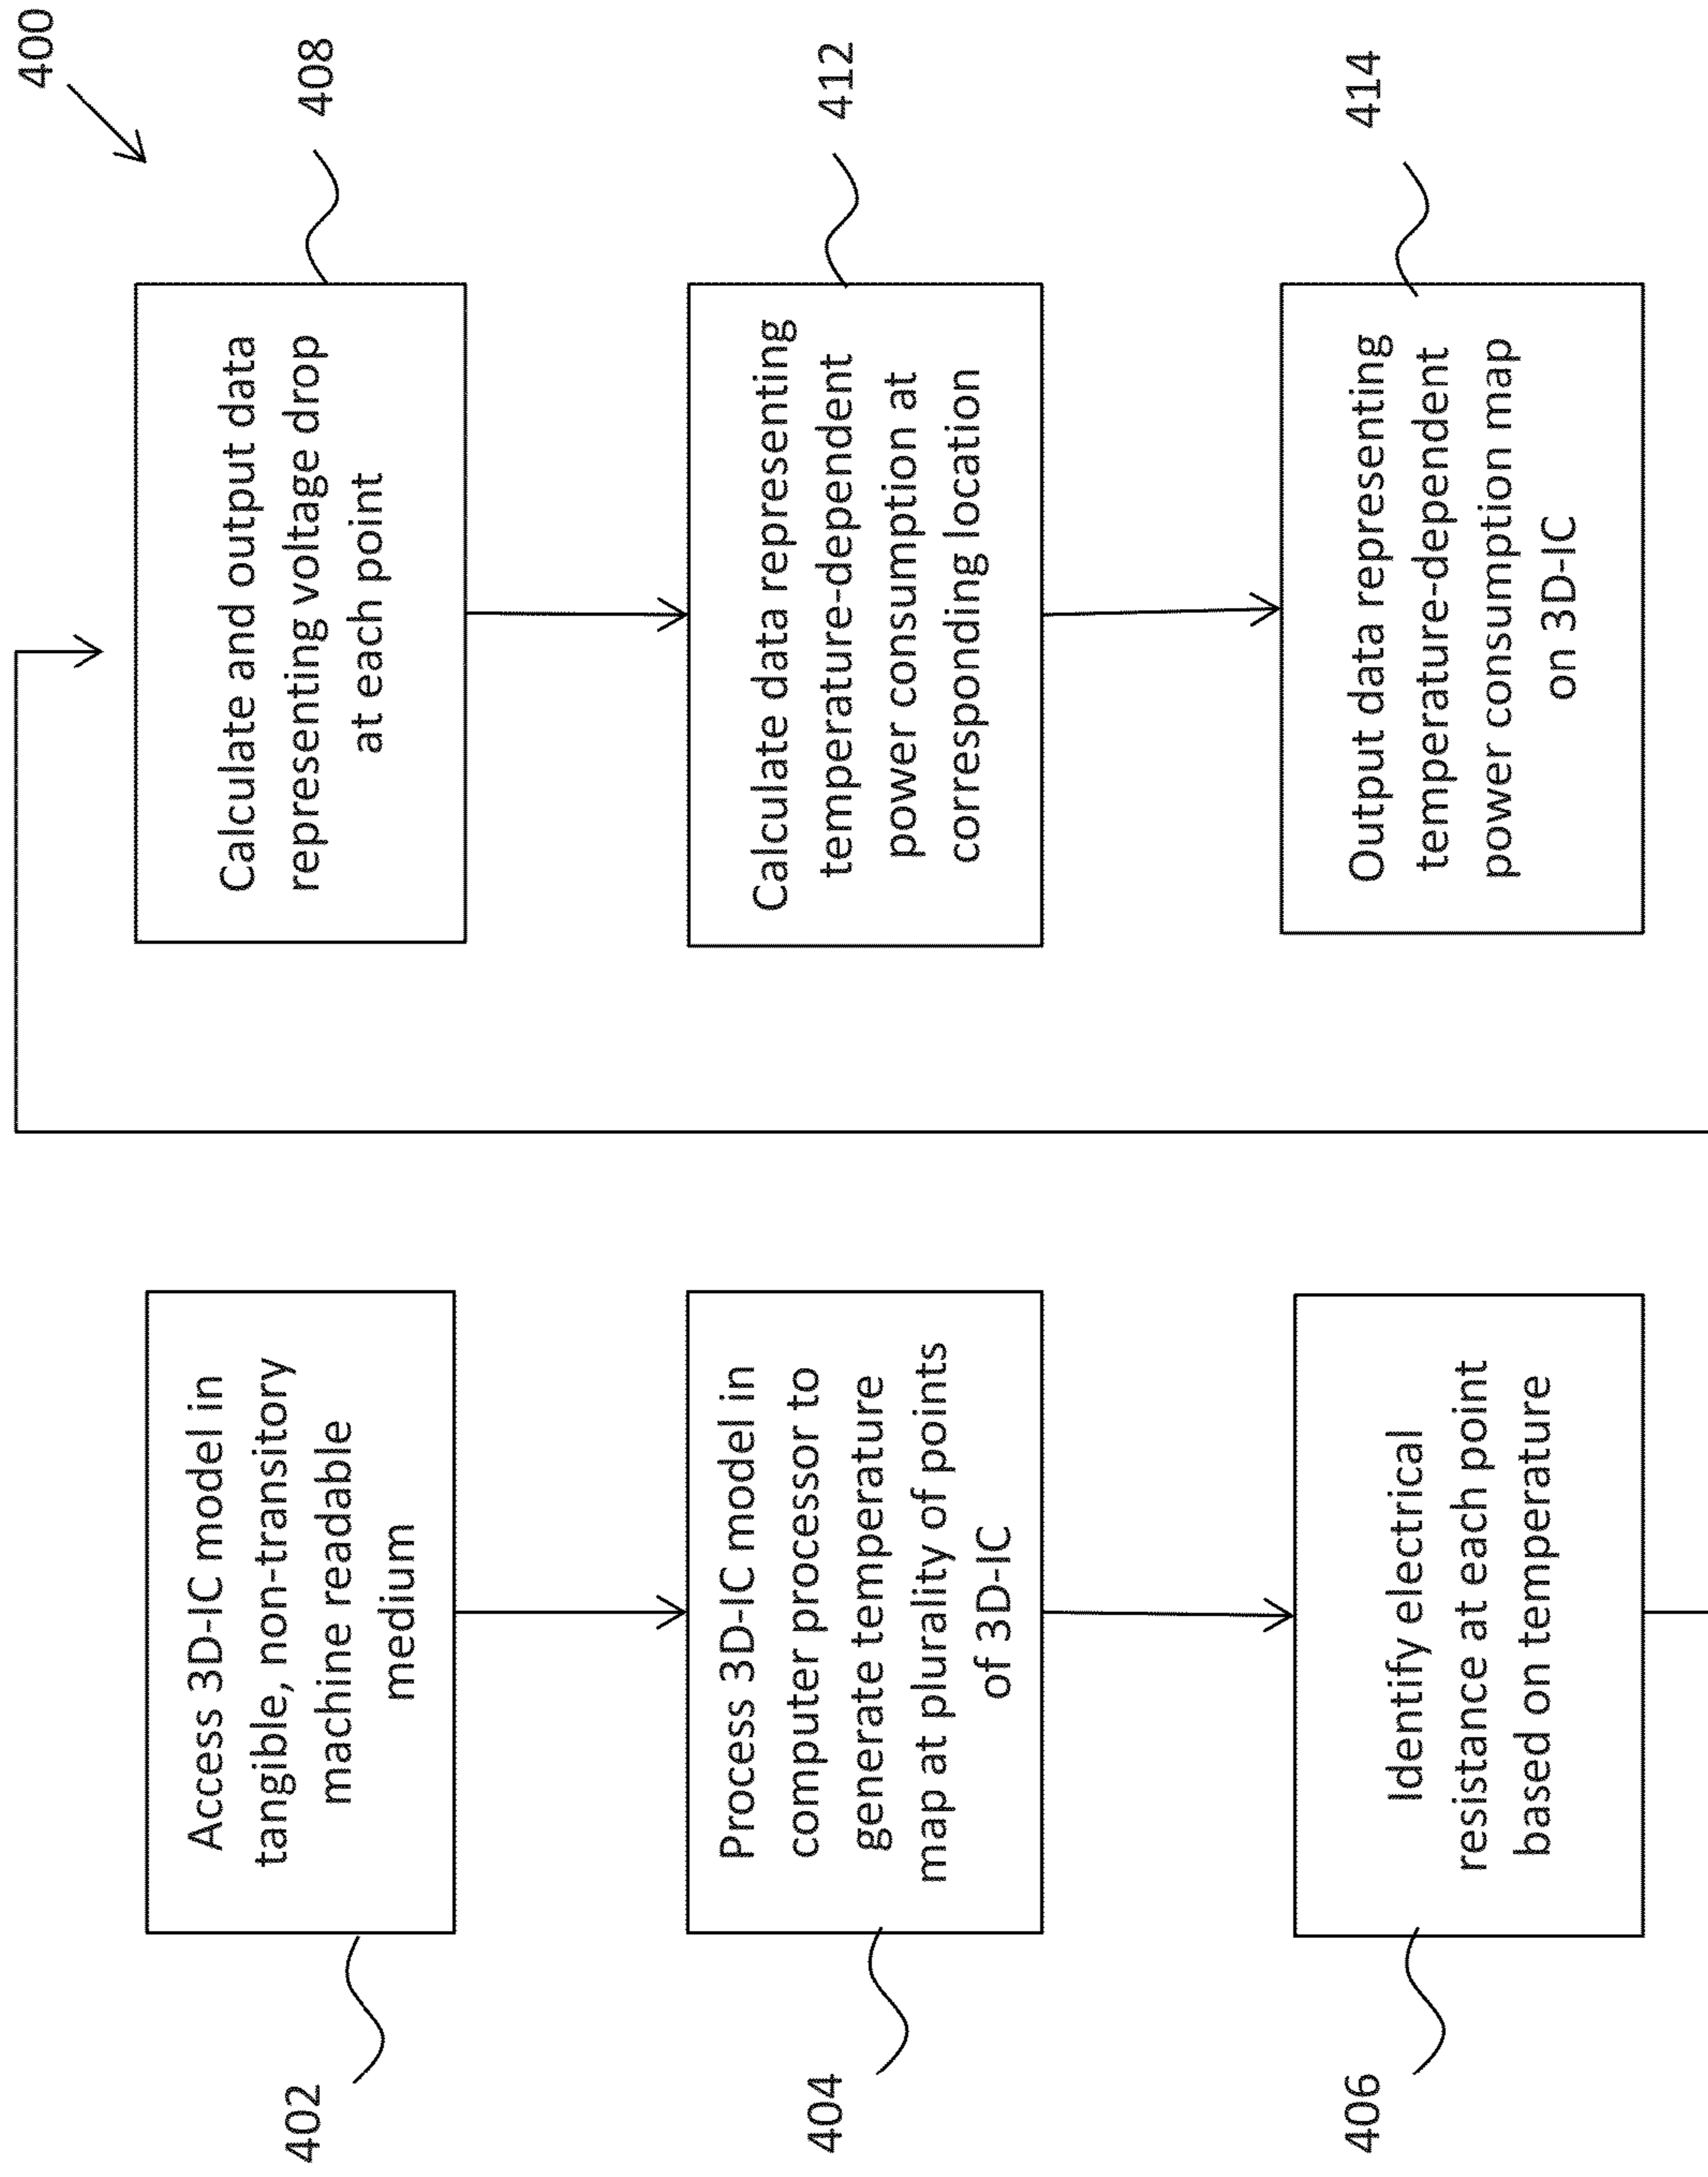 400
402
Access 3D-IC model in
tangible, non-transitory
machine readable
medium
404
Process 3D-IC model in
computer processor to
generate temperature
map at plurality of points
of 3D-IC
406
Identify electrical
resistance at each point
based on temperature
408
Calculate and output data
representing voltage drop
at each point
412
Calculate data representing
temperature-dependent
power consumption at
corresponding location
414
Output data representing
temperature-dependent
power consumption map
on 3D-IC